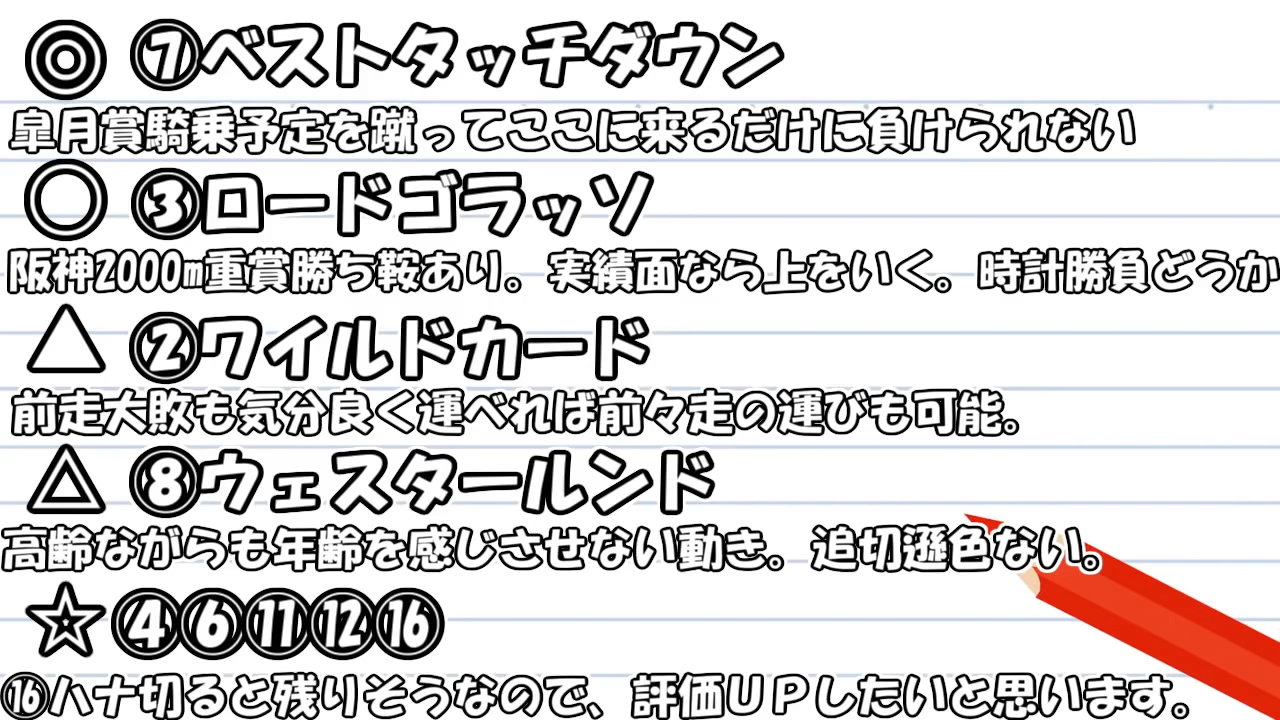 ◎ ⑦ベストタッチダウン
皐月賞騎乗予定を蹴ってここに来るだけに負けられない
○ ③ロードゴラッソ
阪神2000m重賞勝ち鞍あり。実績面なら上をいく。時計勝負どうか
△ ②ワイルドカード
前走大敗も気分良く運べれば前々走の運びも可能。
△ ⑧ウェスタールンド
高齢ながらも年齢を感じさせない動き。追切遜色ない。
☆ ④⑥⑪⑫⑯
⑯ハナ切ると残りそうなので、評価UPしたいと思います。